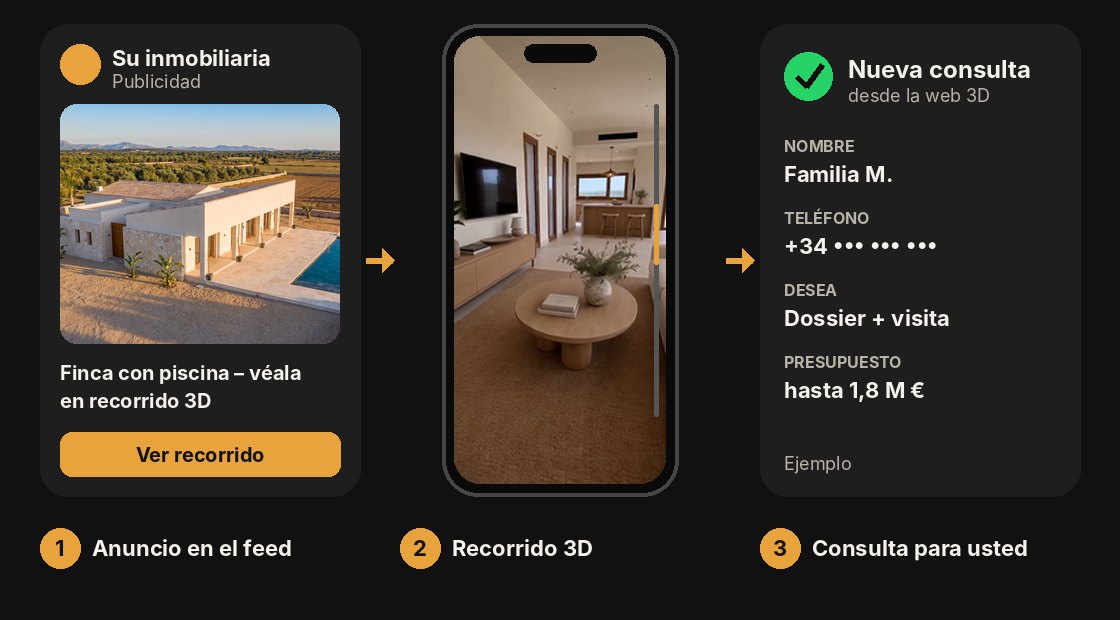 Su inmobiliaria
Publicidad
Finca con piscina – véala
en recorrido 3D
Ver recorrido
Nueva consulta
desde la web 3D
NOMBRE
Familia M.
TELÉFONO
+34 ••• ••• •••
DESEA
Dossier + visita
PRESUPUESTO
hasta 1,8 M €
Ejemplo
1 Anuncio en el feed
2 Recorrido 3D
3 Consulta para usted